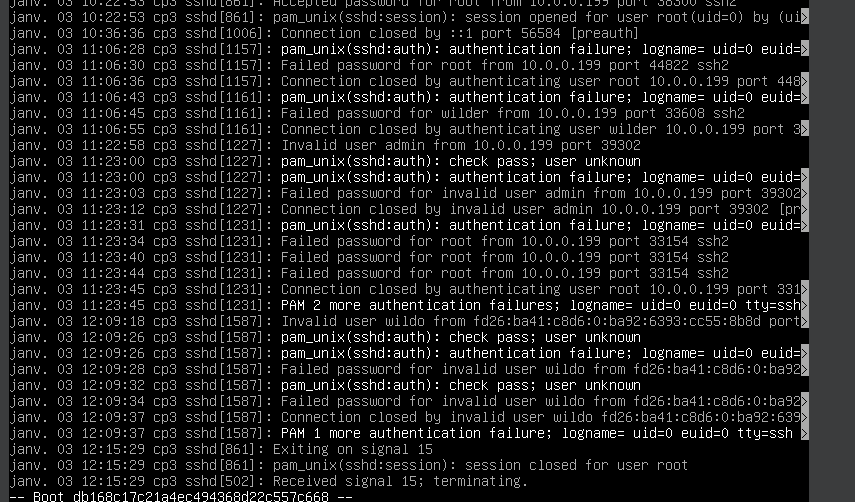 janv. 03 10:22:53 cp3 sshd[861]: Accepted password for root from 10.0.0.199 port 38300 ssh2
janv. 03 10:22:53 cp3 sshd[861]: pam_unix(sshd:session): session opened for user root(uid=0) by (ui>
janv. 03 10:36:36 cp3 sshd[1006]: Connection closed by ::1 port 56584 [preauth]
janv. 03 11:06:28 cp3 sshd[1157]: pam_unix(sshd:auth): authentication failure; logname= uid=0 euid=>
janv. 03 11:06:30 cp3 sshd[1157]: Failed password for root from 10.0.0.199 port 44822 ssh2
janv. 03 11:06:36 cp3 sshd[1157]: Connection closed by authenticating user root 10.0.0.199 port 448>
janv. 03 11:06:43 cp3 sshd[1161]: pam_unix(sshd:auth): authentication failure; logname= uid=0 euid=>
janv. 03 11:06:45 cp3 sshd[1161]: Failed password for wilder from 10.0.0.199 port 33608 ssh2
janv. 03 11:06:55 cp3 sshd[1161]: Connection closed by authenticating user wilder 10.0.0.199 port 3>
janv. 03 11:22:58 cp3 sshd[1227]: Invalid user admin from 10.0.0.199 port 39302
janv. 03 11:23:00 cp3 sshd[1227]: pam_unix(sshd:auth): check pass; user unknown
janv. 03 11:23:00 cp3 sshd[1227]: pam_unix(sshd:auth): authentication failure; logname= uid=0 euid=>
janv. 03 11:23:03 cp3 sshd[1227]: Failed password for invalid user admin from 10.0.0.199 port 39302>
janv. 03 11:23:12 cp3 sshd[1227]: Connection closed by invalid user admin 10.0.0.199 port 39302 [pr>
janv. 03 11:23:31 cp3 sshd[1231]: pam_unix(sshd:auth): authentication failure; logname= uid=0 euid=>
janv. 03 11:23:34 cp3 sshd[1231]: Failed password for root from 10.0.0.199 port 33154 ssh2
janv. 03 11:23:40 cp3 sshd[1231]: Failed password for root from 10.0.0.199 port 33154 ssh2
janv. 03 11:23:44 cp3 sshd[1231]: Failed password for root from 10.0.0.199 port 33154 ssh2
janv. 03 11:23:45 cp3 sshd[1231]: Connection closed by authenticating user root 10.0.0.199 port 331>
janv. 03 11:23:45 cp3 sshd[1231]: PAM 2 more authentication failures; logname= uid=0 euid=0 tty=ssh>
janv. 03 12:09:18 cp3 sshd[1587]: Invalid user wildo from fd26:ba41:c8d6:0:ba92:6393:cc55:8b8d port>
janv. 03 12:09:26 cp3 sshd[1587]: pam_unix(sshd:auth): check pass; user unknown
janv. 03 12:09:26 cp3 sshd[1587]: pam_unix(sshd:auth): authentication failure; logname= uid=0 euid=>
janv. 03 12:09:28 cp3 sshd[1587]: Failed password for invalid user wildo from fd26:ba41:c8d6:0:ba92>
janv. 03 12:09:32 cp3 sshd[1587]: pam_unix(sshd:auth): check pass; user unknown
janv. 03 12:09:34 cp3 sshd[1587]: Failed password for invalid user wildo from fd26:ba41:c8d6:0:ba92>
janv. 03 12:09:37 cp3 sshd[1587]: Connection closed by invalid user wildo fd26:ba41:c8d6:0:ba92:639>
janv. 03 12:09:37 cp3 sshd[1587]: PAM 1 more authentication failure; logname= uid=0 euid=0 tty=ssh >
janv. 03 12:15:29 cp3 sshd[861]: Exiting on signal 15
janv. 03 12:15:29 cp3 sshd[861]: pam_unix(sshd:session): session closed for user root
janv. 03 12:15:29 cp3 sshd[502]: Received signal 15; terminating.
-- Boot db168c17c21a4ec494368d22c557c668 --